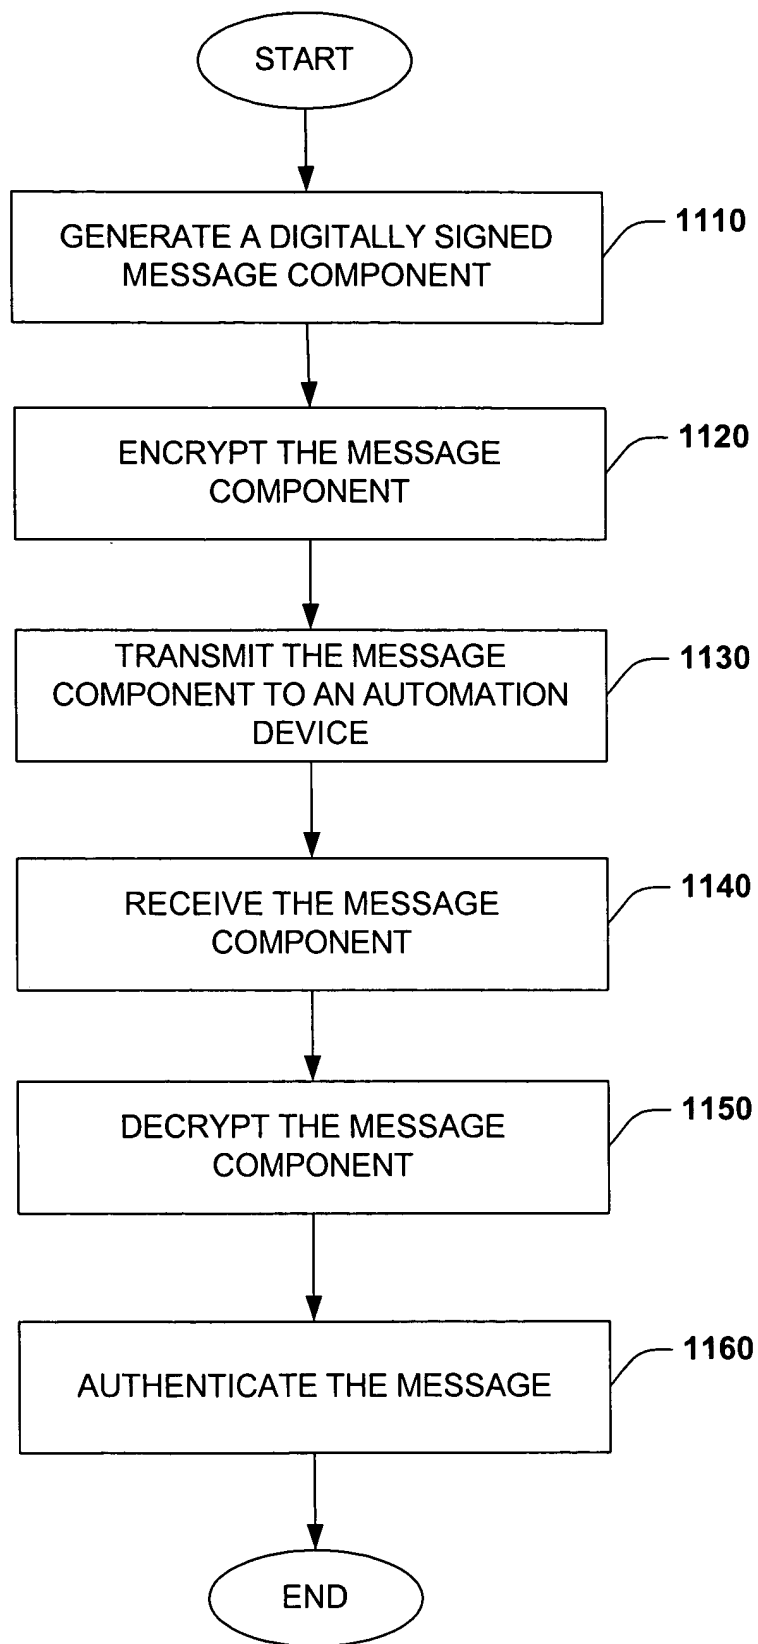 START
GENERATE A DIGITALLY SIGNED
MESSAGE COMPONENT
1110
ENCRYPT THE MESSAGE
COMPONENT
1120
TRANSMIT THE MESSAGE
COMPONENT TO AN AUTOMATION
DEVICE
1130
RECEIVE THE MESSAGE
COMPONENT
1140
DECRYPT THE MESSAGE
COMPONENT
1150
AUTHENTICATE THE MESSAGE
1160
END